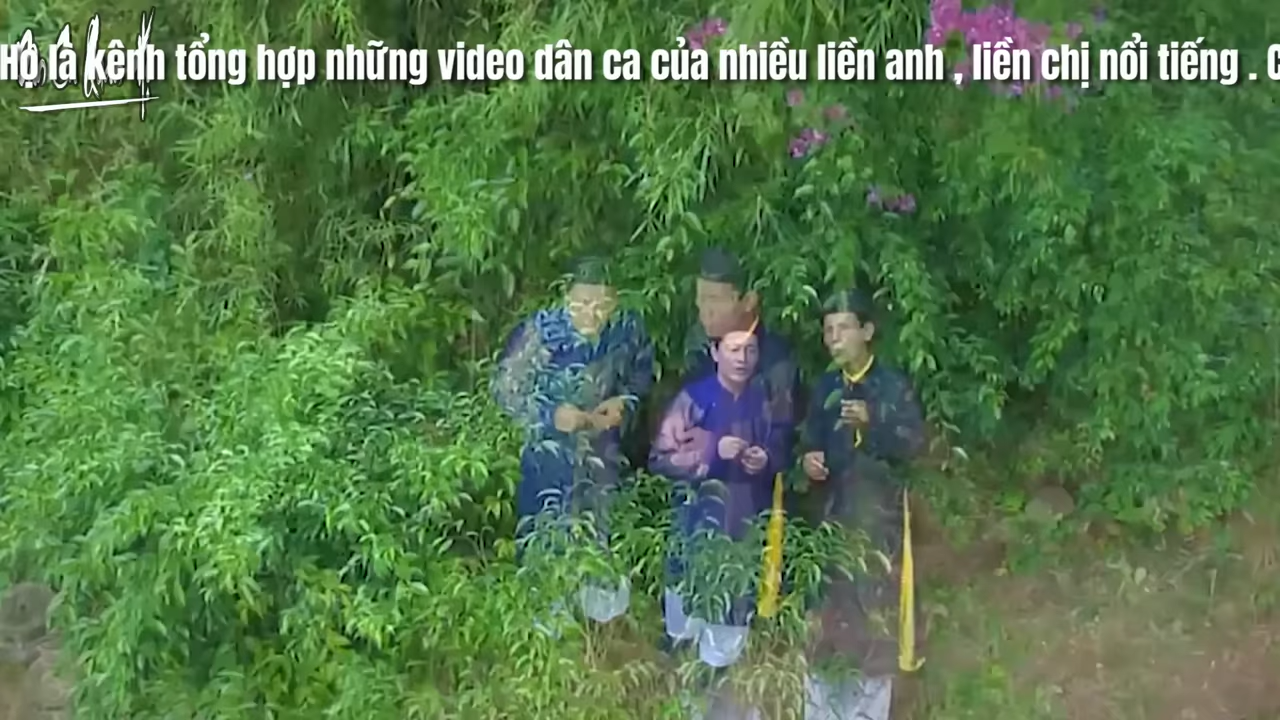 Họ là kênh tổng hợp những video dân ca của nhiều liền anh , liền chị nổi tiếng . C